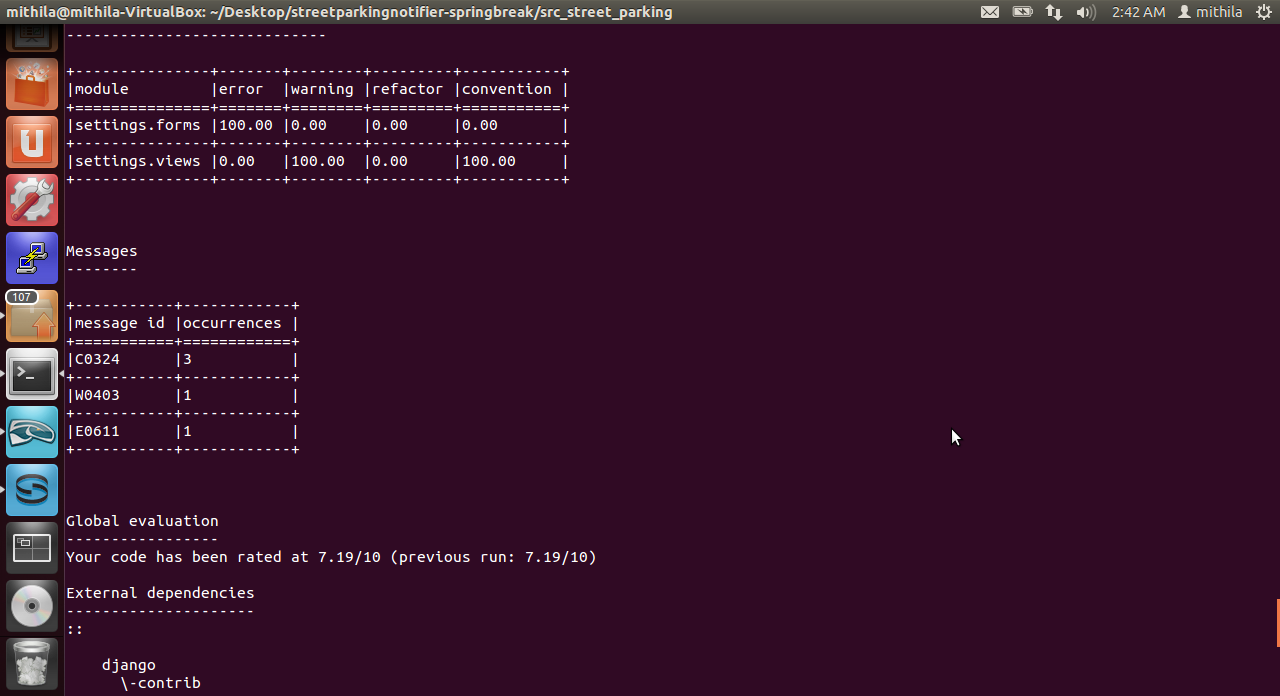 mithila@mithila-VirtualBox: ~/Desktop/streetparkingnotifier-springbreak/src_street_parking
2:42 AM mithila
-----------------------------

+---------------+-------+--------+---------+-----------+
|module         |error  |warning |refactor |convention |
+===============+=======+========+=========+===========+
|settings.forms |100.00 |0.00    |0.00     |0.00       |
+---------------+-------+--------+---------+-----------+
|settings.views |0.00   |100.00  |0.00     |100.00     |
+---------------+-------+--------+---------+-----------+

Messages
--------

+-----------+------------+
|message id |occurrences |
+===========+============+
|C0324      |3           |
+-----------+------------+
|W0403      |1           |
+-----------+------------+
|E0611      |1           |
+-----------+------------+

Global evaluation
-----------------
Your code has been rated at 7.19/10 (previous run: 7.19/10)

External dependencies
---------------------
::

    django
      \-contrib
107